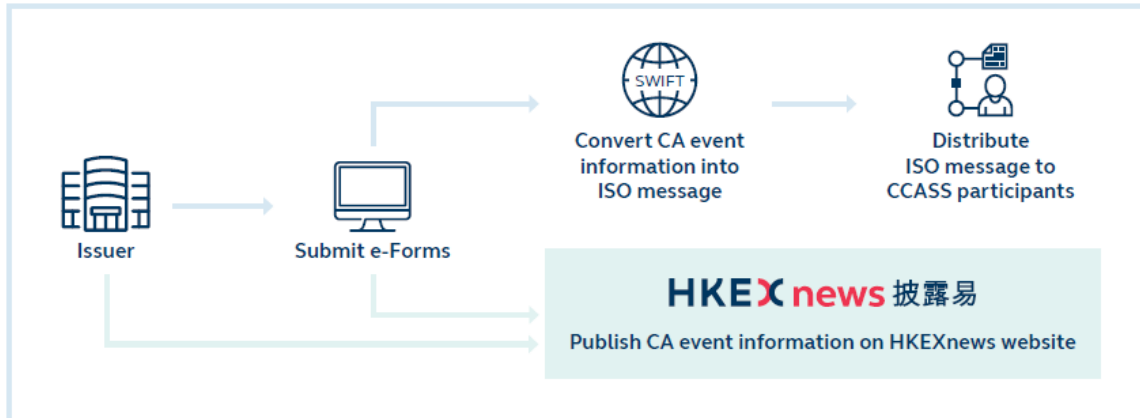 SWIFT
Convert CA event
information into
ISO message
Distribute
ISO message to
CCASS participants
Issuer
Submit e-Forms
HKEX news 披露易
Publish CA event information on HKEXnews website